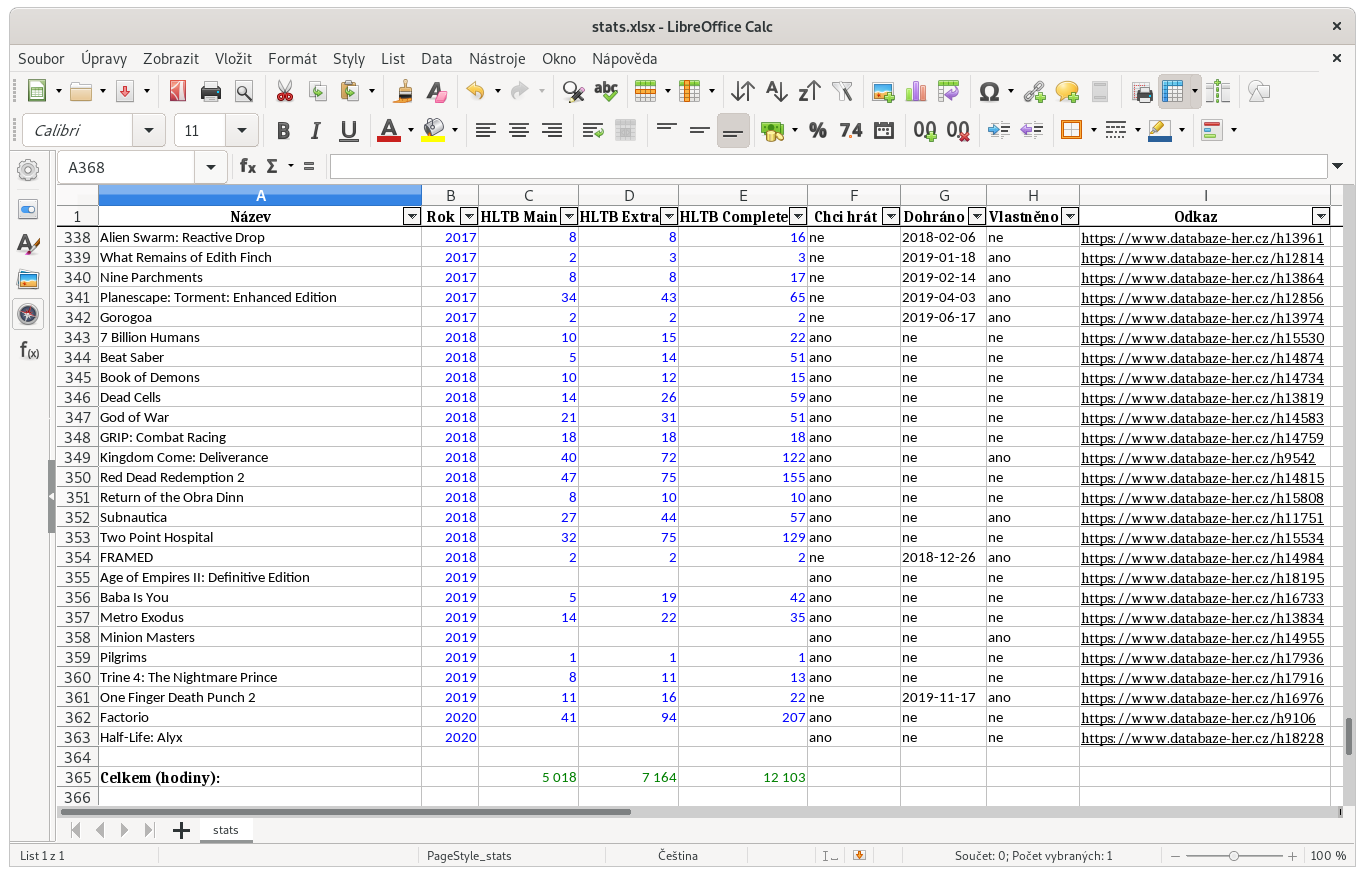 stats.xlsx - LibreOffice Calc
Soubor Úpravy Zobrazit Vložit Formát Styly List Data Nástroje Okno Nápověda
Calibri 11
A368
A B C D E F G H I
1 Název Rok HLTB Main HLTB Extra HLTB Complete Chci hrát Dohráno Vlastněno Odkaz
338 Alien Swarm: Reactive Drop 2017 8 8 16 ne 2018-02-06 ne https://www.databaze-her.cz/h13961
339 What Remains of Edith Finch 2017 2 3 3 ne 2019-01-18 ano https://www.databaze-her.cz/h12814
340 Nine Parchments 2017 8 8 17 ne 2019-02-14 ano https://www.databaze-her.cz/h13864
341 Planescape: Torment: Enhanced Edition 2017 34 43 65 ne 2019-04-03 ano https://www.databaze-her.cz/h12856
342 Gorogoa 2017 2 2 2 ne 2019-06-17 ano https://www.databaze-her.cz/h13974
343 7 Billion Humans 2018 10 15 22 ano ne ne https://www.databaze-her.cz/h15530
344 Beat Saber 2018 5 14 51 ano ne ne https://www.databaze-her.cz/h14874
345 Book of Demons 2018 10 12 15 ano ne ne https://www.databaze-her.cz/h14734
346 Dead Cells 2018 14 26 59 ano ne ne https://www.databaze-her.cz/h13819
347 God of War 2018 21 31 51 ano ne ne https://www.databaze-her.cz/h14583
348 GRIP: Combat Racing 2018 18 18 18 ano ne ne https://www.databaze-her.cz/h14759
349 Kingdom Come: Deliverance 2018 40 72 122 ano ne ano https://www.databaze-her.cz/h9542
350 Red Dead Redemption 2 2018 47 75 155 ano ne ne https://www.databaze-her.cz/h14815
351 Return of the Obra Dinn 2018 8 10 10 ano ne ne https://www.databaze-her.cz/h15808
352 Subnautica 2018 27 44 57 ano ne ano https://www.databaze-her.cz/h11751
353 Two Point Hospital 2018 32 75 129 ano ne ne https://www.databaze-her.cz/h15534
354 FRAMED 2018 2 2 2 ne 2018-12-26 ano https://www.databaze-her.cz/h14984
355 Age of Empires II: Definitive Edition 2019 ano ne ne https://www.databaze-her.cz/h18195
356 Baba Is You 2019 5 19 42 ano ne ne https://www.databaze-her.cz/h16733
357 Metro Exodus 2019 14 22 35 ano ne ne https://www.databaze-her.cz/h13834
358 Minion Masters 2019 ano ne ano https://www.databaze-her.cz/h14955
359 Pilgrims 2019 1 1 1 ano ne ne https://www.databaze-her.cz/h17936
360 Trine 4: The Nightmare Prince 2019 8 11 13 ano ne ne https://www.databaze-her.cz/h17916
361 One Finger Death Punch 2 2019 11 16 22 ne 2019-11-17 ano https://www.databaze-her.cz/h16976
362 Factorio 2020 41 94 207 ano ne ne https://www.databaze-her.cz/h9106
363 Half-Life: Alyx 2020 ano ne ne https://www.databaze-her.cz/h18228
364
365 Celkem (hodiny): 5 018 7 164 12 103
366
stats
List 1 z 1 PageStyle_stats Čeština Součet: 0; Počet vybraných: 1 100 %